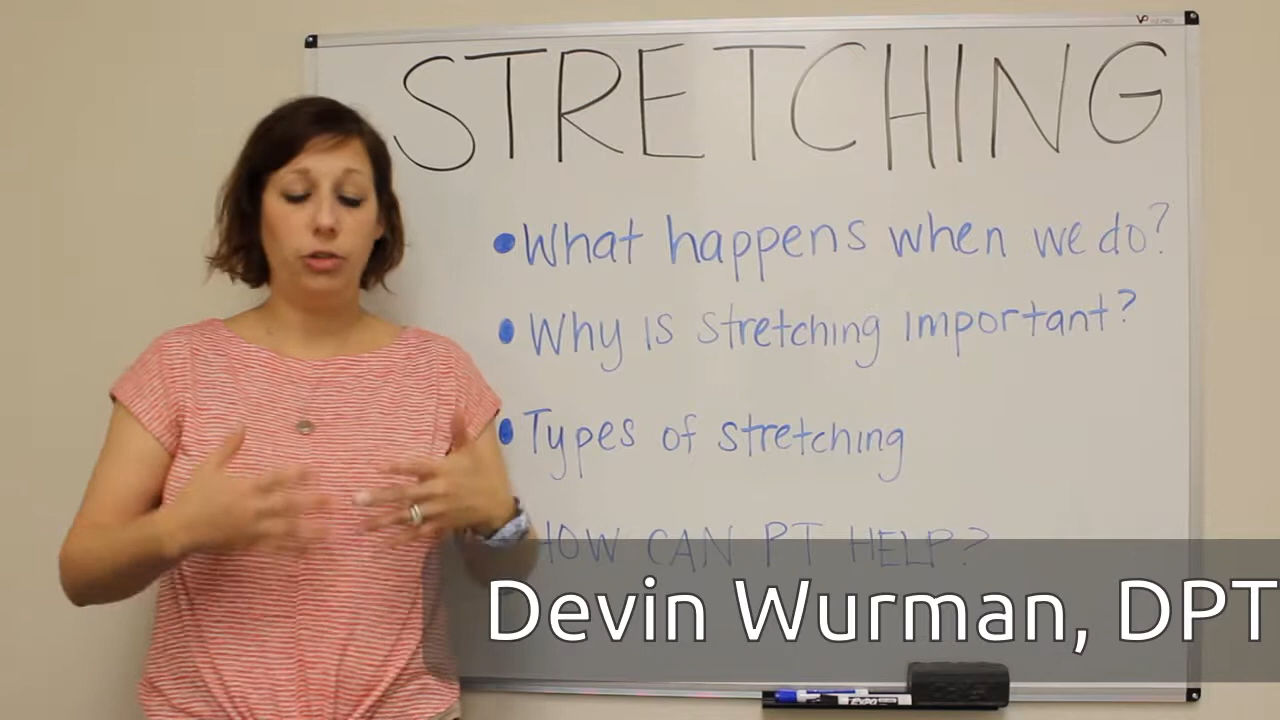 STRETCHING
• What happens when we do?
• Why is stretching important?
• Types of stretching
HOW CAN PT HELP?
Devin Wurman, DPT
EXPO